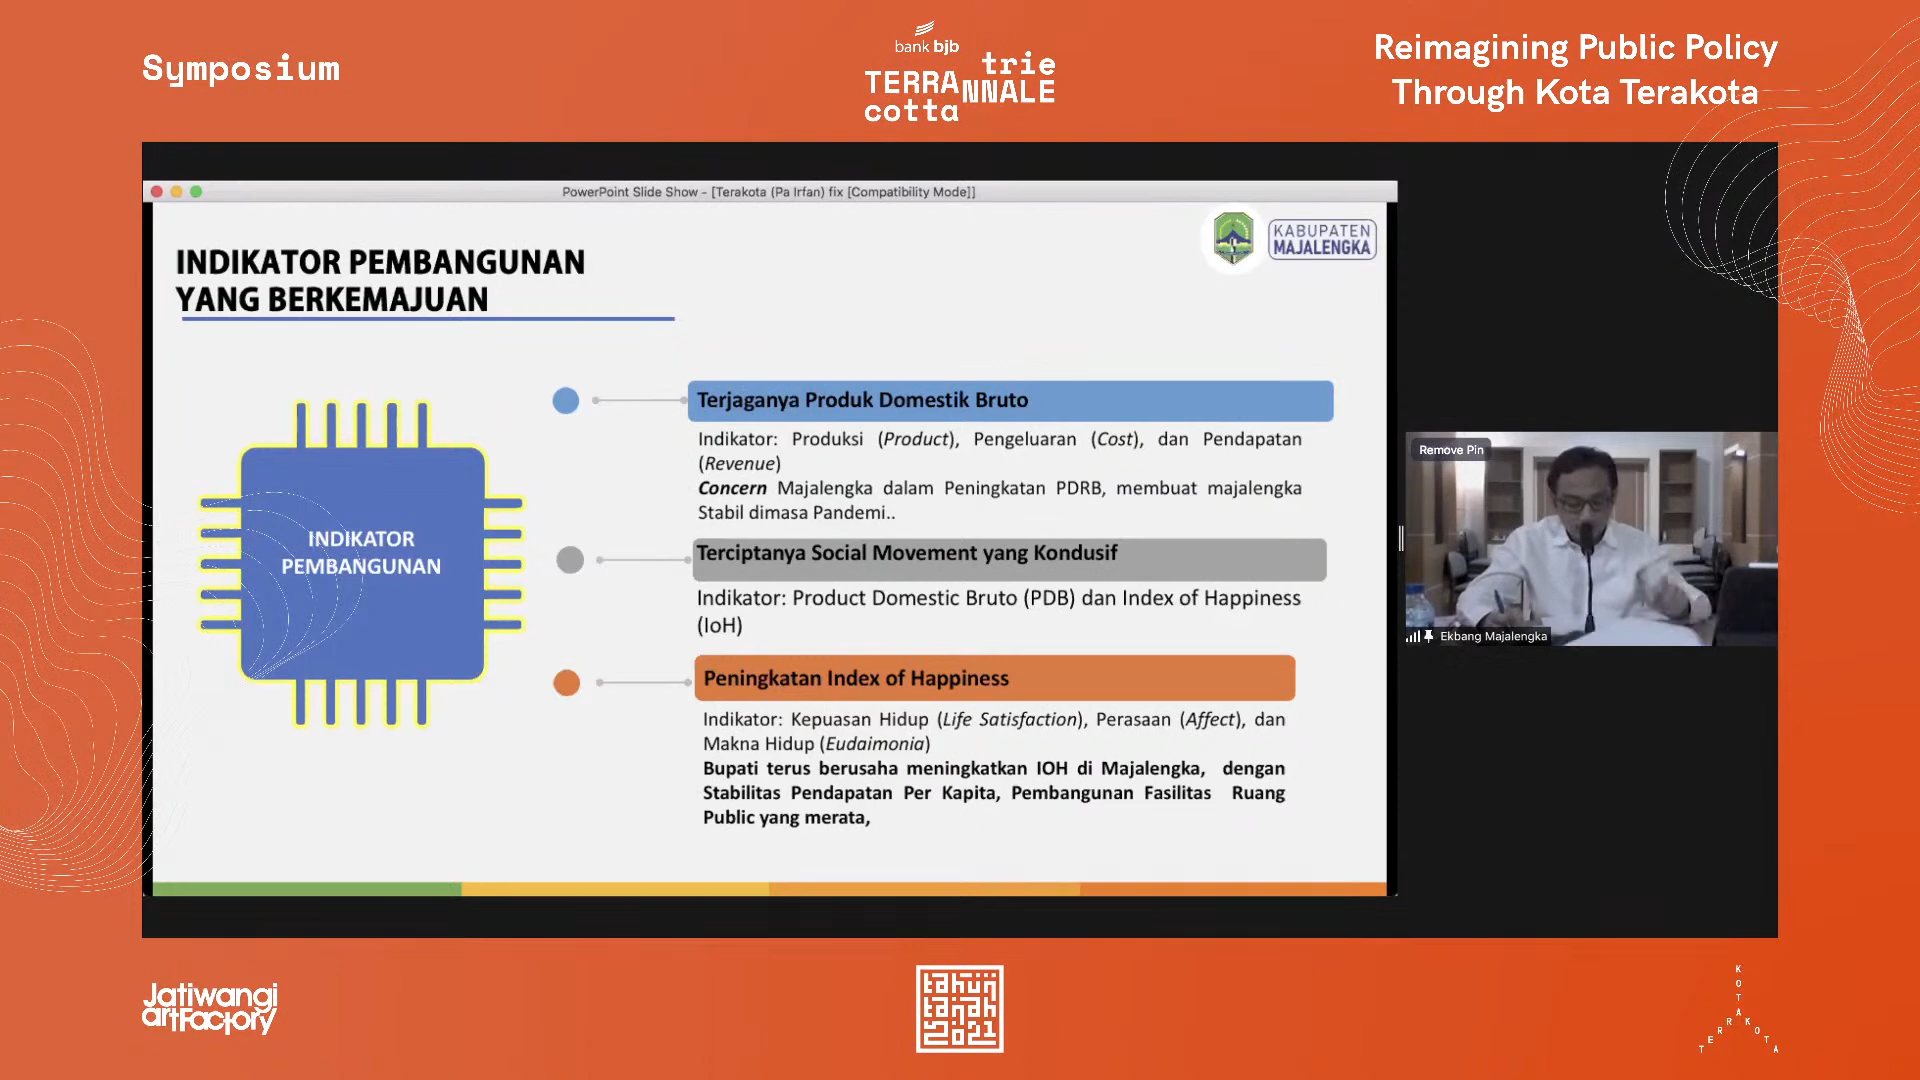 Symposium
bank bjb
TERRA
cotta
trie
NNALE
Reimagining Public Policy
Through Kota Terakota
PowerPoint Slide Show - [Terakota (Pa Irfan) fix [Compatibility Mode]]
KABUPATEN
MAJALENGKA
INDIKATOR PEMBANGUNAN
YANG BERKEMAJUAN
INDIKATOR
PEMBANGUNAN
Terjaganya Produk Domestik Bruto
Indikator: Produksi (Product), Pengeluaran (Cost), dan Pendapatan
(Revenue)
Concern Majalengka dalam Peningkatan PDRB, membuat majalengka
Stabil dimasa Pandemi..
Terciptanya Social Movement yang Kondusif
Indikator: Product Domestic Bruto (PDB) dan Index of Happiness
(IoH)
Peningkatan Index of Happiness
Indikator: Kepuasan Hidup (Life Satisfaction), Perasaan (Affect), dan
Makna Hidup (Eudaimonia)
Bupati terus berusaha meningkatkan IOH di Majalengka, dengan
Stabilitas Pendapatan Per Kapita, Pembangunan Fasilitas Ruang
Public yang merata,
Remove Pin
Ekbang Majalengka
Jatiwangi
artFactory
tahun
tanah
2021
KOTA
TERRAKOTA